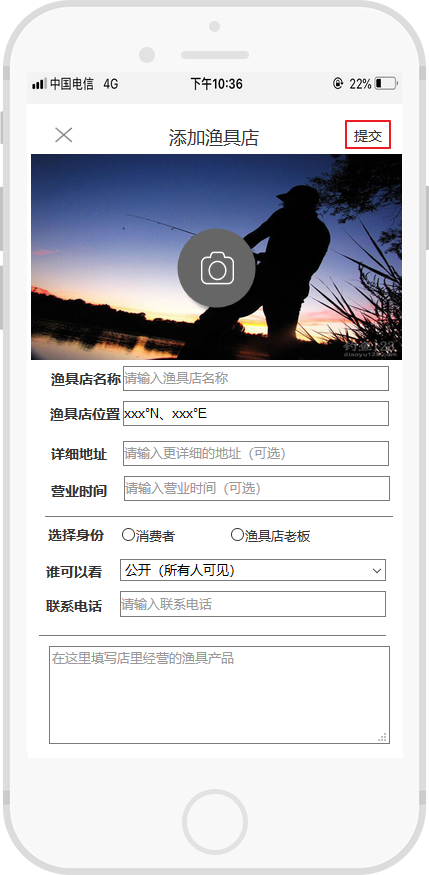 中国电信 4G 下午10:36 22%
添加渔具店 提交
diaoyu123.com
渔具店名称 请输入渔具店名称
渔具店位置 xxx°N、xxx°E
详细地址 请输入更详细的地址（可选）
营业时间 请输入营业时间（可选）
选择身份 消费者 渔具店老板
谁可以看 公开（所有人可见）
联系电话 请输入联系电话
在这里填写店里经营的渔具产品